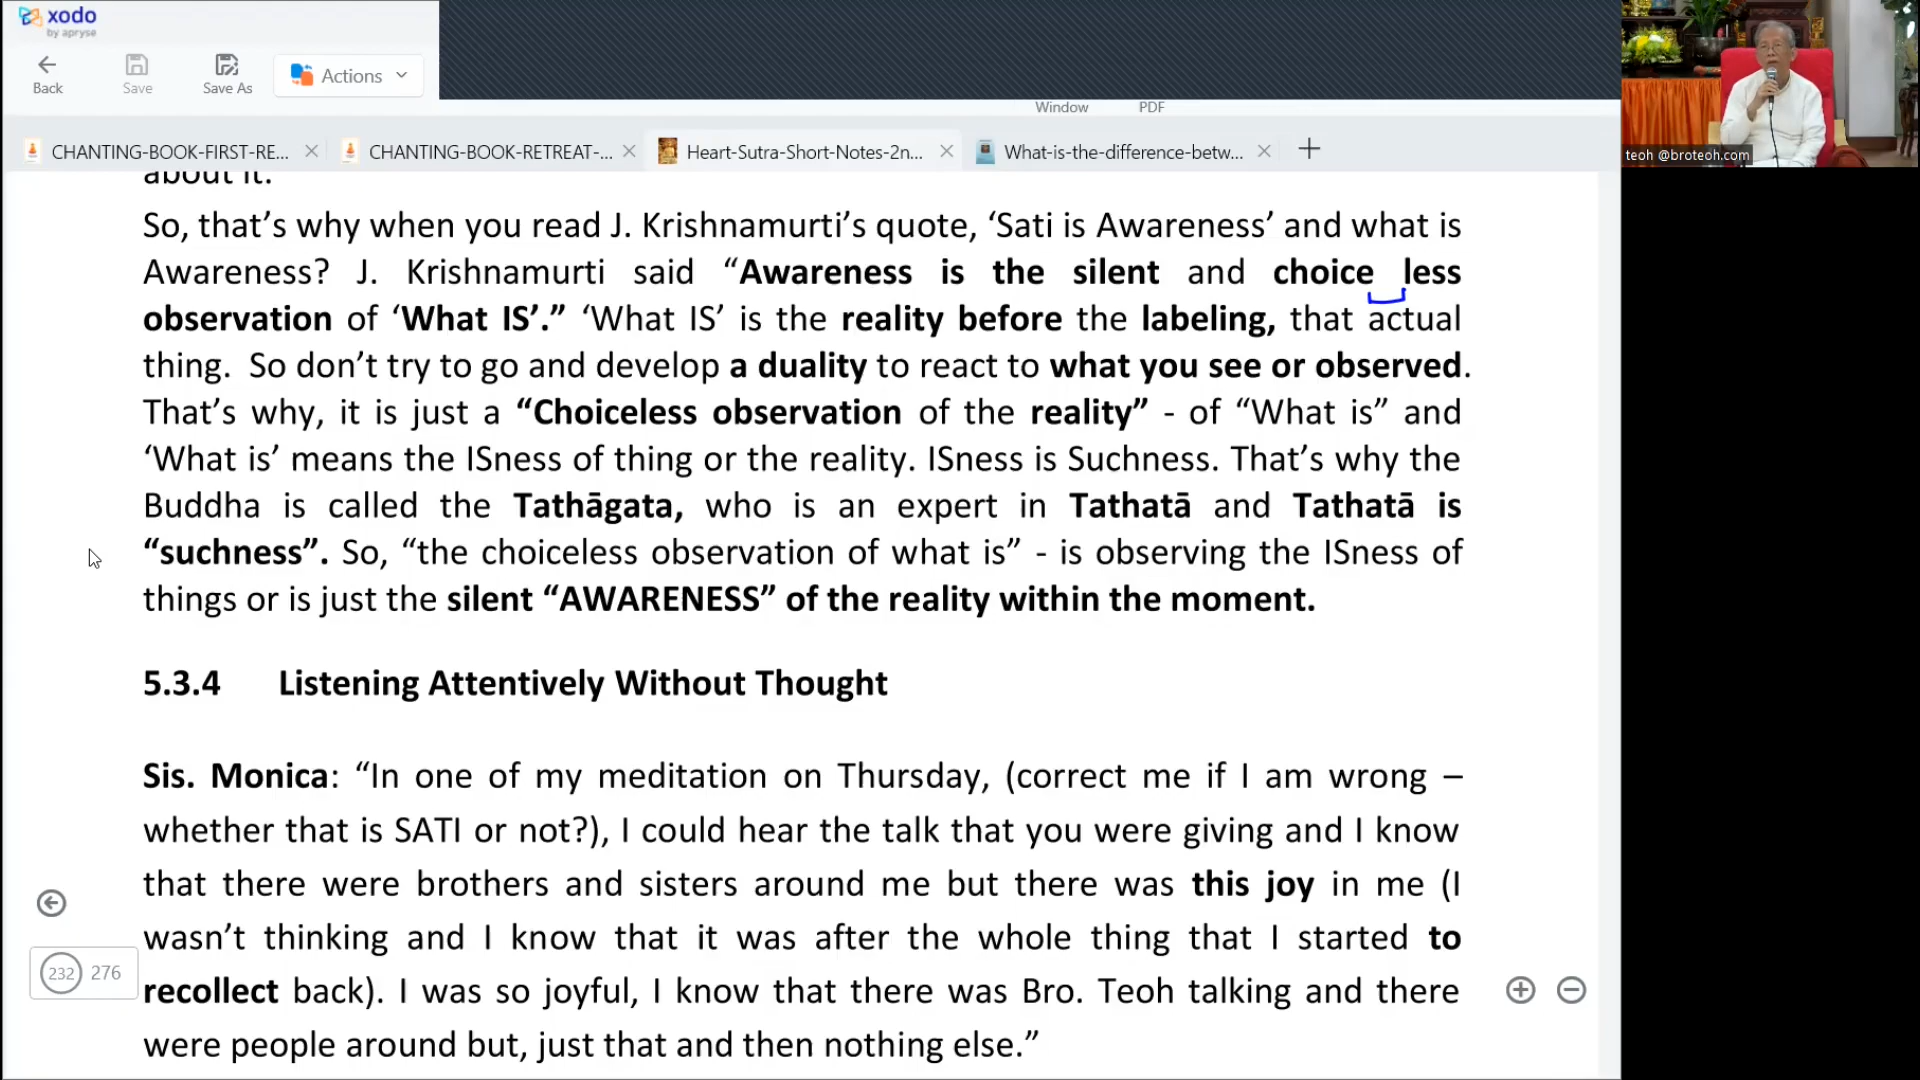 xodo
by apryse
Back
Save
Save As
Actions
Window PDF
CHANTING-BOOK-FIRST-RE...
CHANTING-BOOK-RETREAT-...
Heart-Sutra-Short-Notes-2n...
What-is-the-difference-betw...
teoh @broteoh.com
about it.
So, that’s why when you read J. Krishnamurti’s quote, ‘Sati is Awareness’ and what is
Awareness? J. Krishnamurti said “Awareness is the silent and choice less
observation of ‘What IS’.” ‘What IS’ is the reality before the labeling, that actual
thing. So don’t try to go and develop a duality to react to what you see or observed.
That’s why, it is just a “Choiceless observation of the reality” - of “What is” and
‘What is’ means the ISness of thing or the reality. ISness is Suchness. That’s why the
Buddha is called the Tathāgata, who is an expert in Tathatā and Tathatā is
“suchness”. So, “the choiceless observation of what is” - is observing the ISness of
things or is just the silent “AWARENESS” of the reality within the moment.
5.3.4 Listening Attentively Without Thought
Sis. Monica: “In one of my meditation on Thursday, (correct me if I am wrong –
whether that is SATI or not?), I could hear the talk that you were giving and I know
that there were brothers and sisters around me but there was this joy in me (I
wasn’t thinking and I know that it was after the whole thing that I started to
recollect back). I was so joyful, I know that there was Bro. Teoh talking and there
were people around but, just that and then nothing else.”
232 276